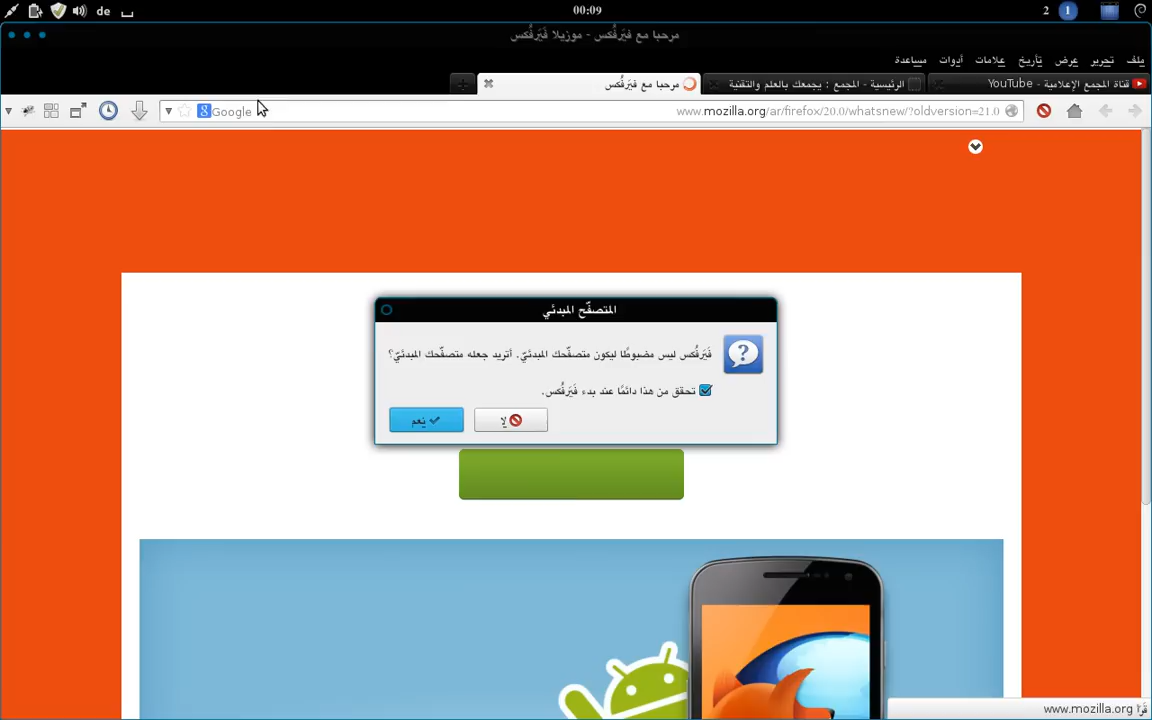 de
00:09
2
1
مرحبا مع فَيَرفُكس - موزيلا فَيَرفُكس
ملف تحرير عرض تأريخ علامات أدوات مساعدة
قناة المجمع الإعلامية - YouTube
الرئيسية - المجمع : يجمعك بالعلم والتقنية
مرحبا مع فَيَرفُكس
www.mozilla.org/ar/firefox/20.0/whatsnew/?oldversion=21.0
Google
المتصفّح المبدئي
فَيَرفُكس ليس مضبوطًا ليكون متصفّحك المبدئيّ. أتريد جعله متصفّحك المبدئيّ؟
تحقق من هذا دائمًا عند بدء فَيَرفُكس.
لا
نعم
www.mozilla.org